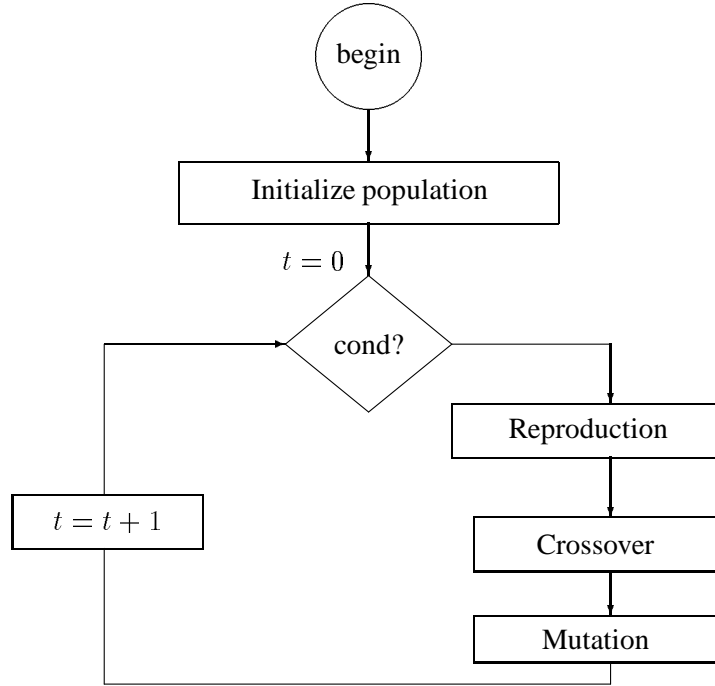 begin
Initialize population
t = 0
cond?
Reproduction
t = t + 1
Crossover
Mutation